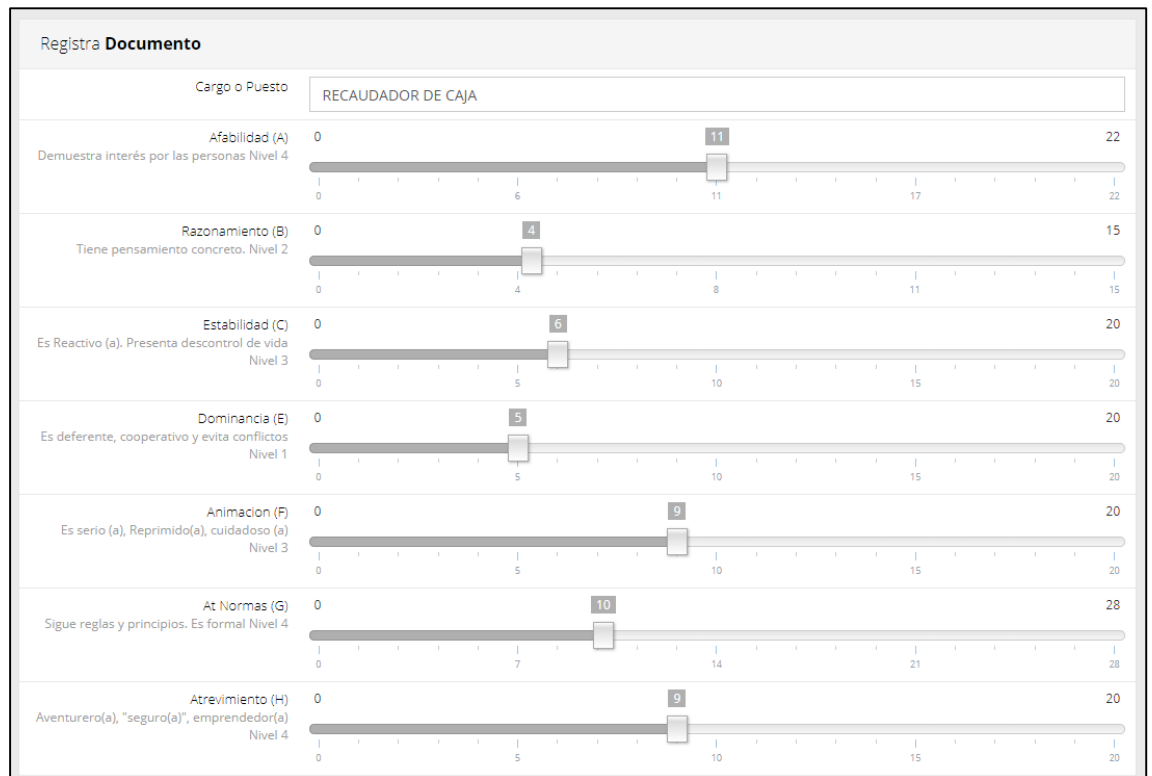 Registra Documento
Cargo o Puesto
RECAUDADOR DE CAJA
Afabilidad (A)
Demuestra interés por las personas Nivel 4
0 11 22
0 6 11 17 22
Razonamiento (B)
Tiene pensamiento concreto. Nivel 2
0 4 15
0 4 8 11 15
Estabilidad (C)
Es Reactivo (a). Presenta descontrol de vida
Nivel 3
0 6 20
0 5 10 15 20
Dominancia (E)
Es deferente, cooperativo y evita conflictos
Nivel 1
0 5 20
0 5 10 15 20
Animacion (F)
Es serio (a), Reprimido(a), cuidadoso (a)
Nivel 3
0 9 20
0 5 10 15 20
At Normas (G)
Sigue reglas y principios. Es formal Nivel 4
0 10 28
0 7 14 21 28
Atrevimiento (H)
Aventurero(a), "seguro(a)", emprendedor(a)
Nivel 4
0 9 20
0 5 10 15 20